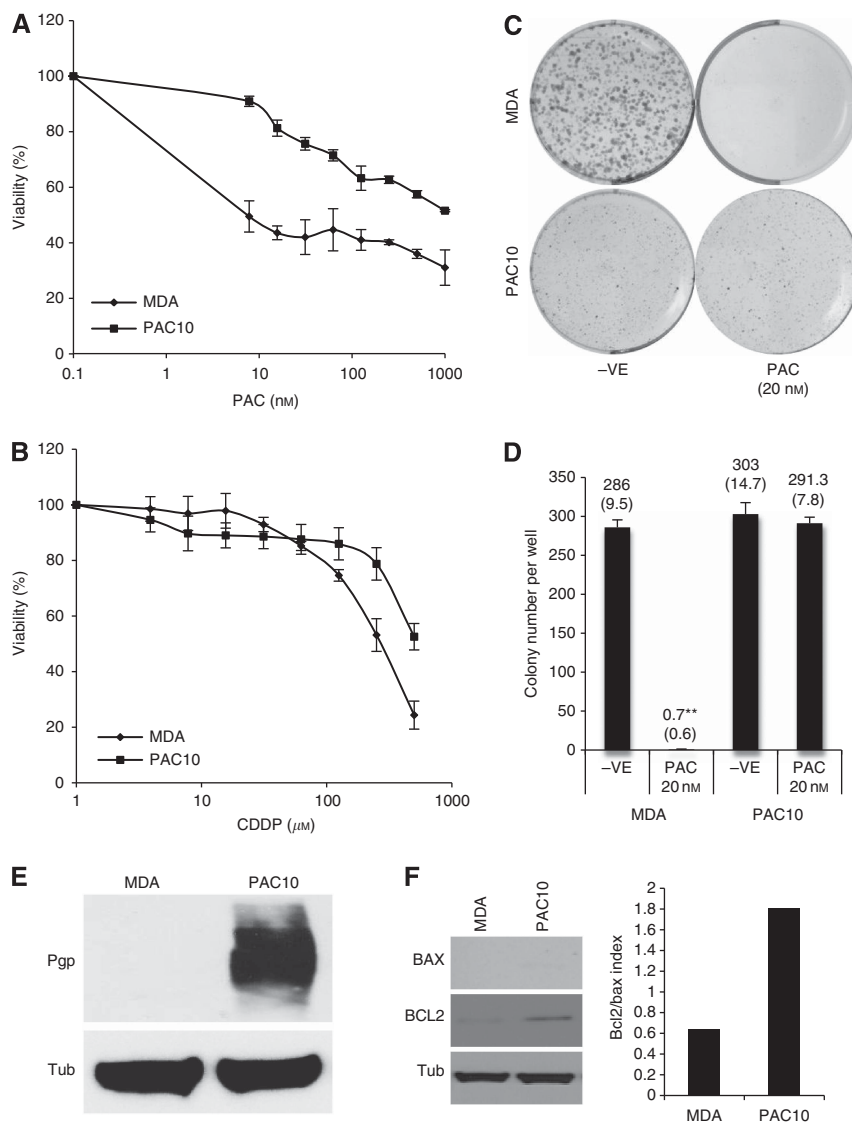 A
120
100
80
60
40
20
0
Viability (%)
MDA
PAC10
0.1 1 10 100 1000
PAC (nM)
B
120
100
80
60
40
20
0
Viability (%)
MDA
PAC10
1 10 100 1000
CDDP (μM)
C
MDA
PAC10
–VE PAC
(20 nM)
D
350
300
250
200
150
100
50
0
Colony number per well
286
(9.5)
0.7**
(0.6)
303
(14.7)
291.3
(7.8)
–VE PAC –VE PAC
20 nM 20 nM
MDA PAC10
E
MDA PAC10
Pgp
Tub
F
MDA PAC10
BAX
BCL2
Tub
2
1.8
1.6
1.4
1.2
1
0.8
0.6
0.4
0.2
0
Bcl2/bax index
MDA PAC10